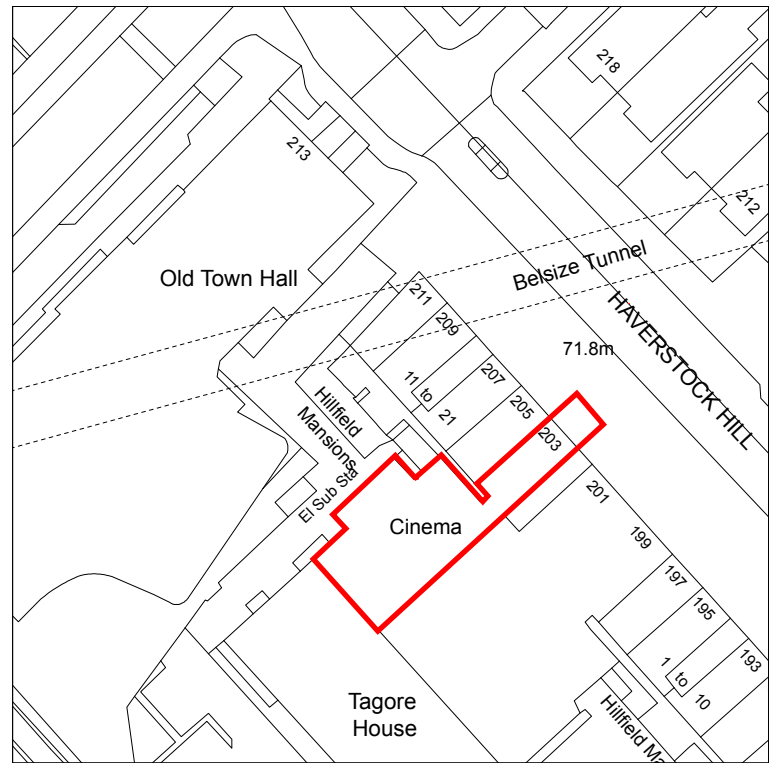 218
213
212
Belsize Tunnel
Old Town Hall
211
209
HAVERSTOCK HILL
71.8m
207
11 to 21
205
Hillfield
Mansions
203
El Sub Sta
201
Cinema
199
197
195
193
1 to 10
Tagore
House
Hillfield Ma